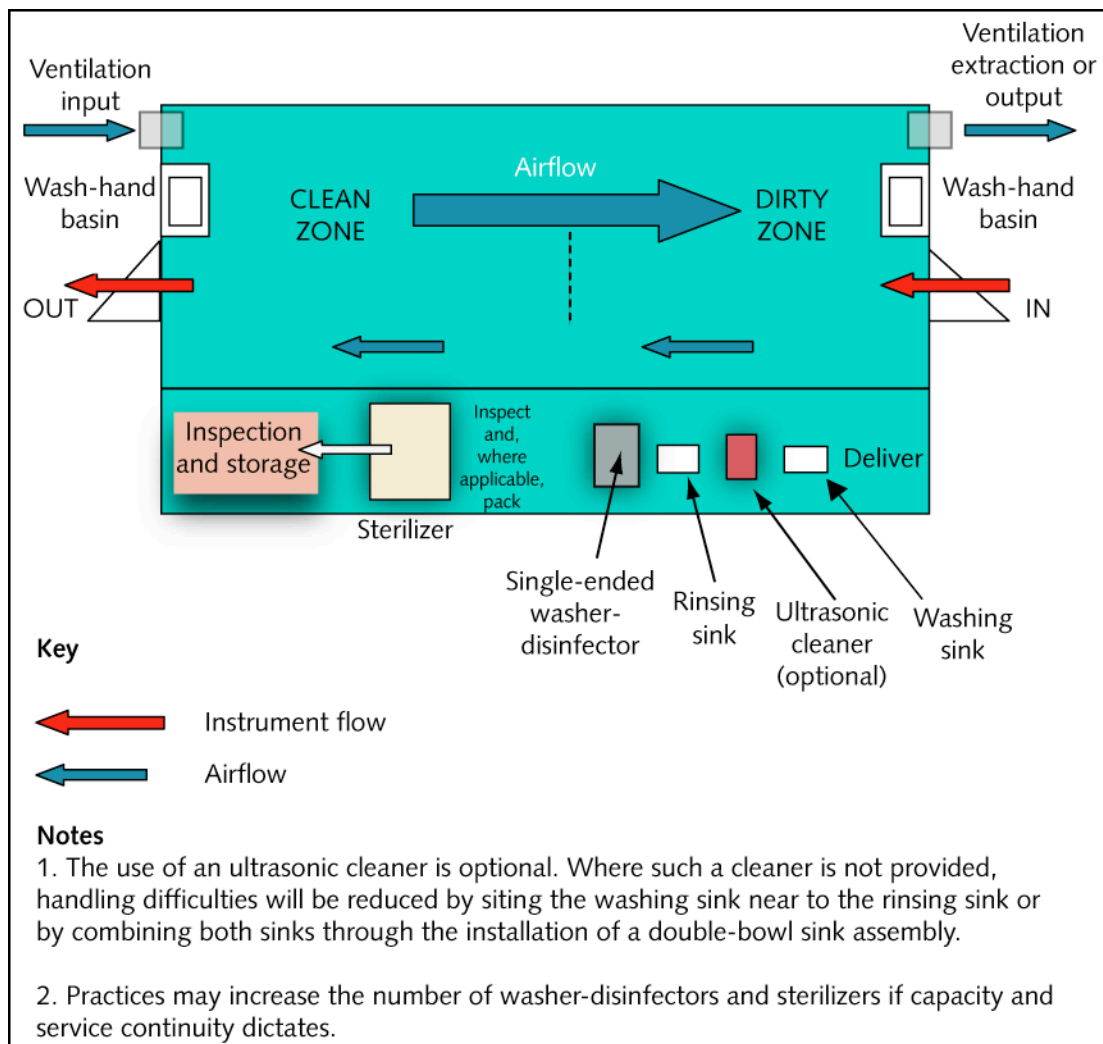 Ventilation
input
Ventilation
extraction or
output
Airflow
Wash-hand
basin
CLEAN
ZONE
DIRTY
ZONE
Wash-hand
basin
OUT
IN
Inspection
and storage
Inspect
and,
where
applicable,
pack
Deliver
Sterilizer
Single-ended
washer-
disinfector
Rinsing
sink
Ultrasonic
cleaner
(optional)
Washing
sink
Key
Instrument flow
Airflow
Notes
1. The use of an ultrasonic cleaner is optional. Where such a cleaner is not provided,
handling difficulties will be reduced by siting the washing sink near to the rinsing sink or
by combining both sinks through the installation of a double-bowl sink assembly.
2. Practices may increase the number of washer-disinfectors and sterilizers if capacity and
service continuity dictates.